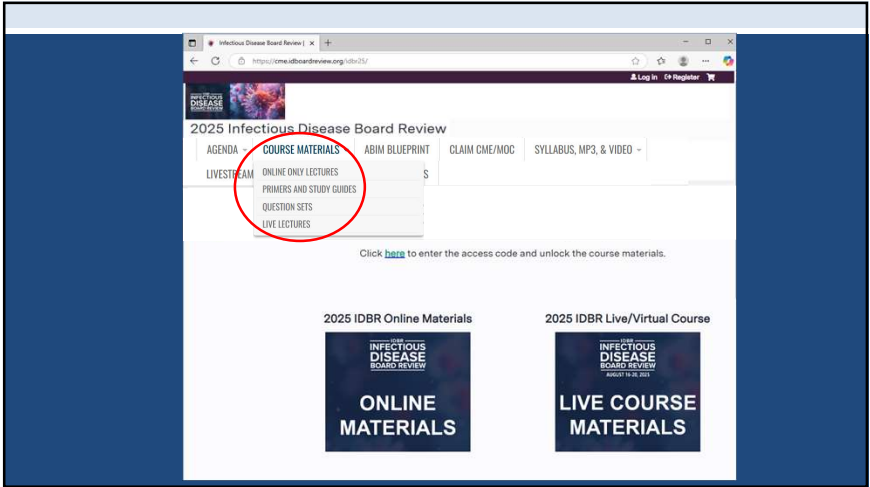 Infectious Disease Board Review |
https://cme.idboardreview.org/idbr25/
Log in Register
IDBR
INFECTIOUS
DISEASE
BOARD REVIEW
2025 Infectious Disease Board Review
AGENDA COURSE MATERIALS ABIM BLUEPRINT CLAIM CME/MOC SYLLABUS, MP3, & VIDEO
LIVESTREAM S
ONLINE ONLY LECTURES
PRIMERS AND STUDY GUIDES
QUESTION SETS
LIVE LECTURES
Click here to enter the access code and unlock the course materials.
2025 IDBR Online Materials
IDBR
INFECTIOUS
DISEASE
BOARD REVIEW
ONLINE
MATERIALS
2025 IDBR Live/Virtual Course
IDBR
INFECTIOUS
DISEASE
BOARD REVIEW
AUGUST 16-20, 2025
LIVE COURSE
MATERIALS